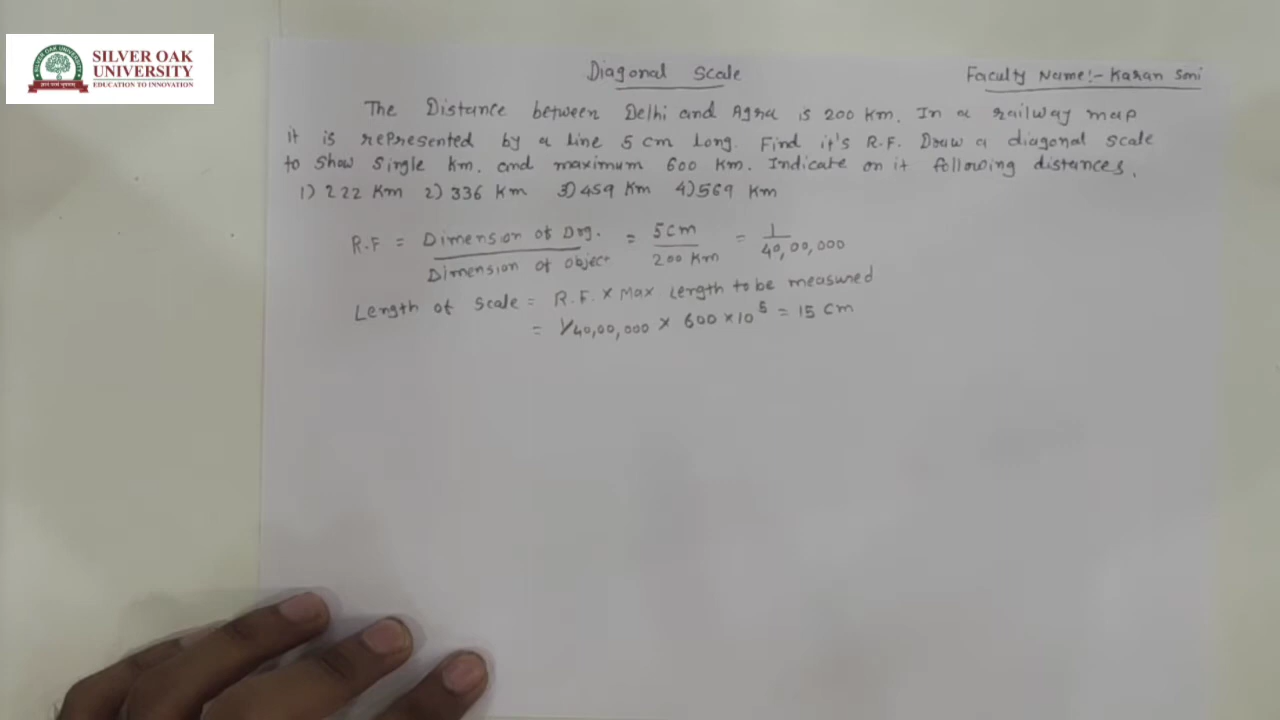 SILVER OAK
UNIVERSITY
EDUCATION TO INNOVATION
Diagonal Scale
Faculty Name:- Karan Soni
The Distance between Delhi and Agra is 200 Km. In a railway map
it is represented by a line 5 cm long. Find it's R.F. Draw a diagonal scale
to show single km. and maximum 600 km. Indicate on it following distances.
1) 222 Km 2) 336 Km 3) 459 Km 4) 569 Km
R.F = Dimension of Drg. / Dimension of object = 5cm / 200 Km = 1 / 40,00,000
Length of Scale = R.F. × Max Length to be measured
= 1/40,00,000 × 600 × 10^5 = 15 cm